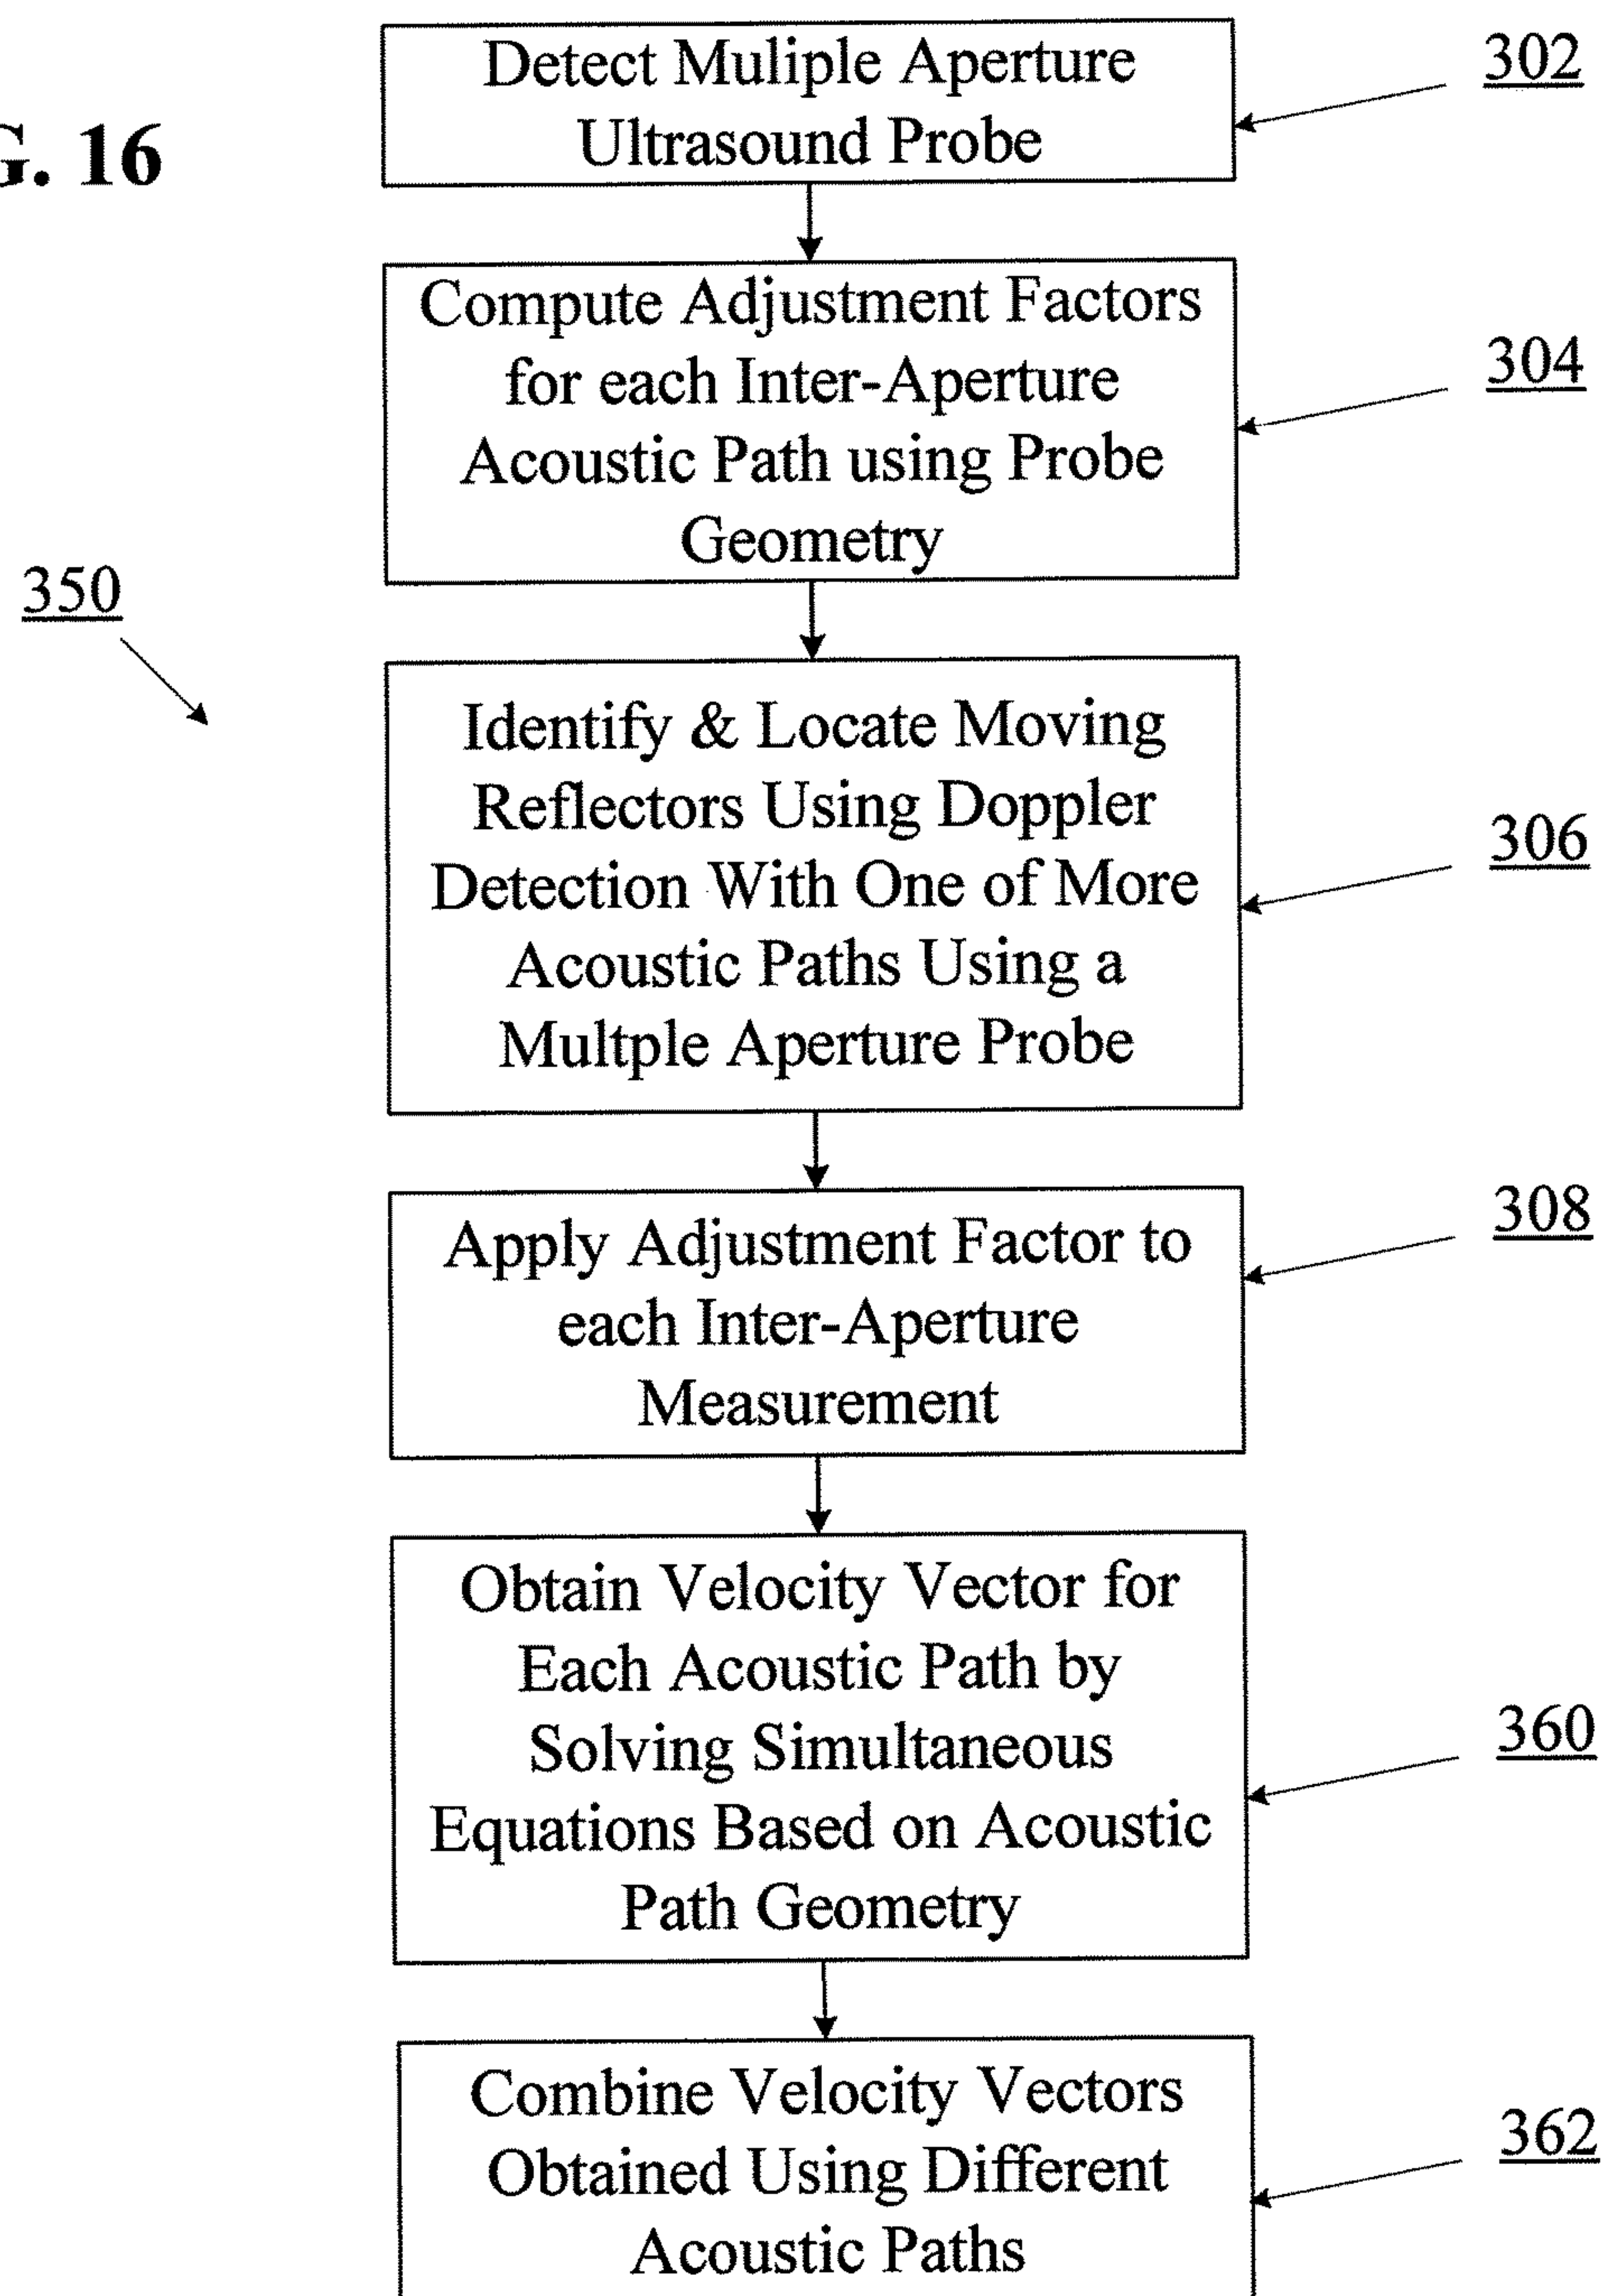 G. 16
Detect Muliple Aperture
Ultrasound Probe
302
Compute Adjustment Factors
for each Inter-Aperture
Acoustic Path using Probe
Geometry
304
350
Identify & Locate Moving
Reflectors Using Doppler
Detection With One of More
Acoustic Paths Using a
Multple Aperture Probe
306
Apply Adjustment Factor to
each Inter-Aperture
Measurement
308
Obtain Velocity Vector for
Each Acoustic Path by
Solving Simultaneous
Equations Based on Acoustic
Path Geometry
360
Combine Velocity Vectors
Obtained Using Different
Acoustic Paths
362